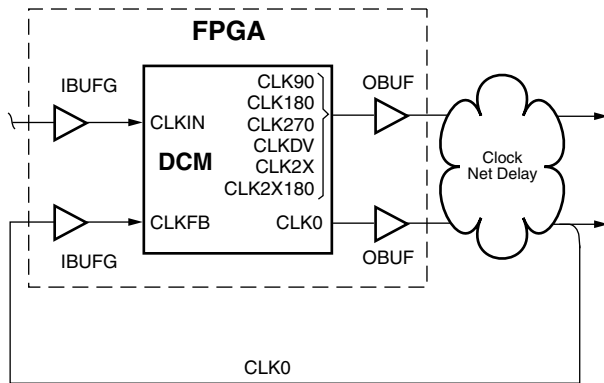 FPGA
IBUFG
CLKIN
DCM
CLK90
CLK180
CLK270
CLKDV
CLK2X
CLK2X180
OBUF
Clock
Net Delay
IBUFG
CLKFB
CLK0
OBUF
CLK0